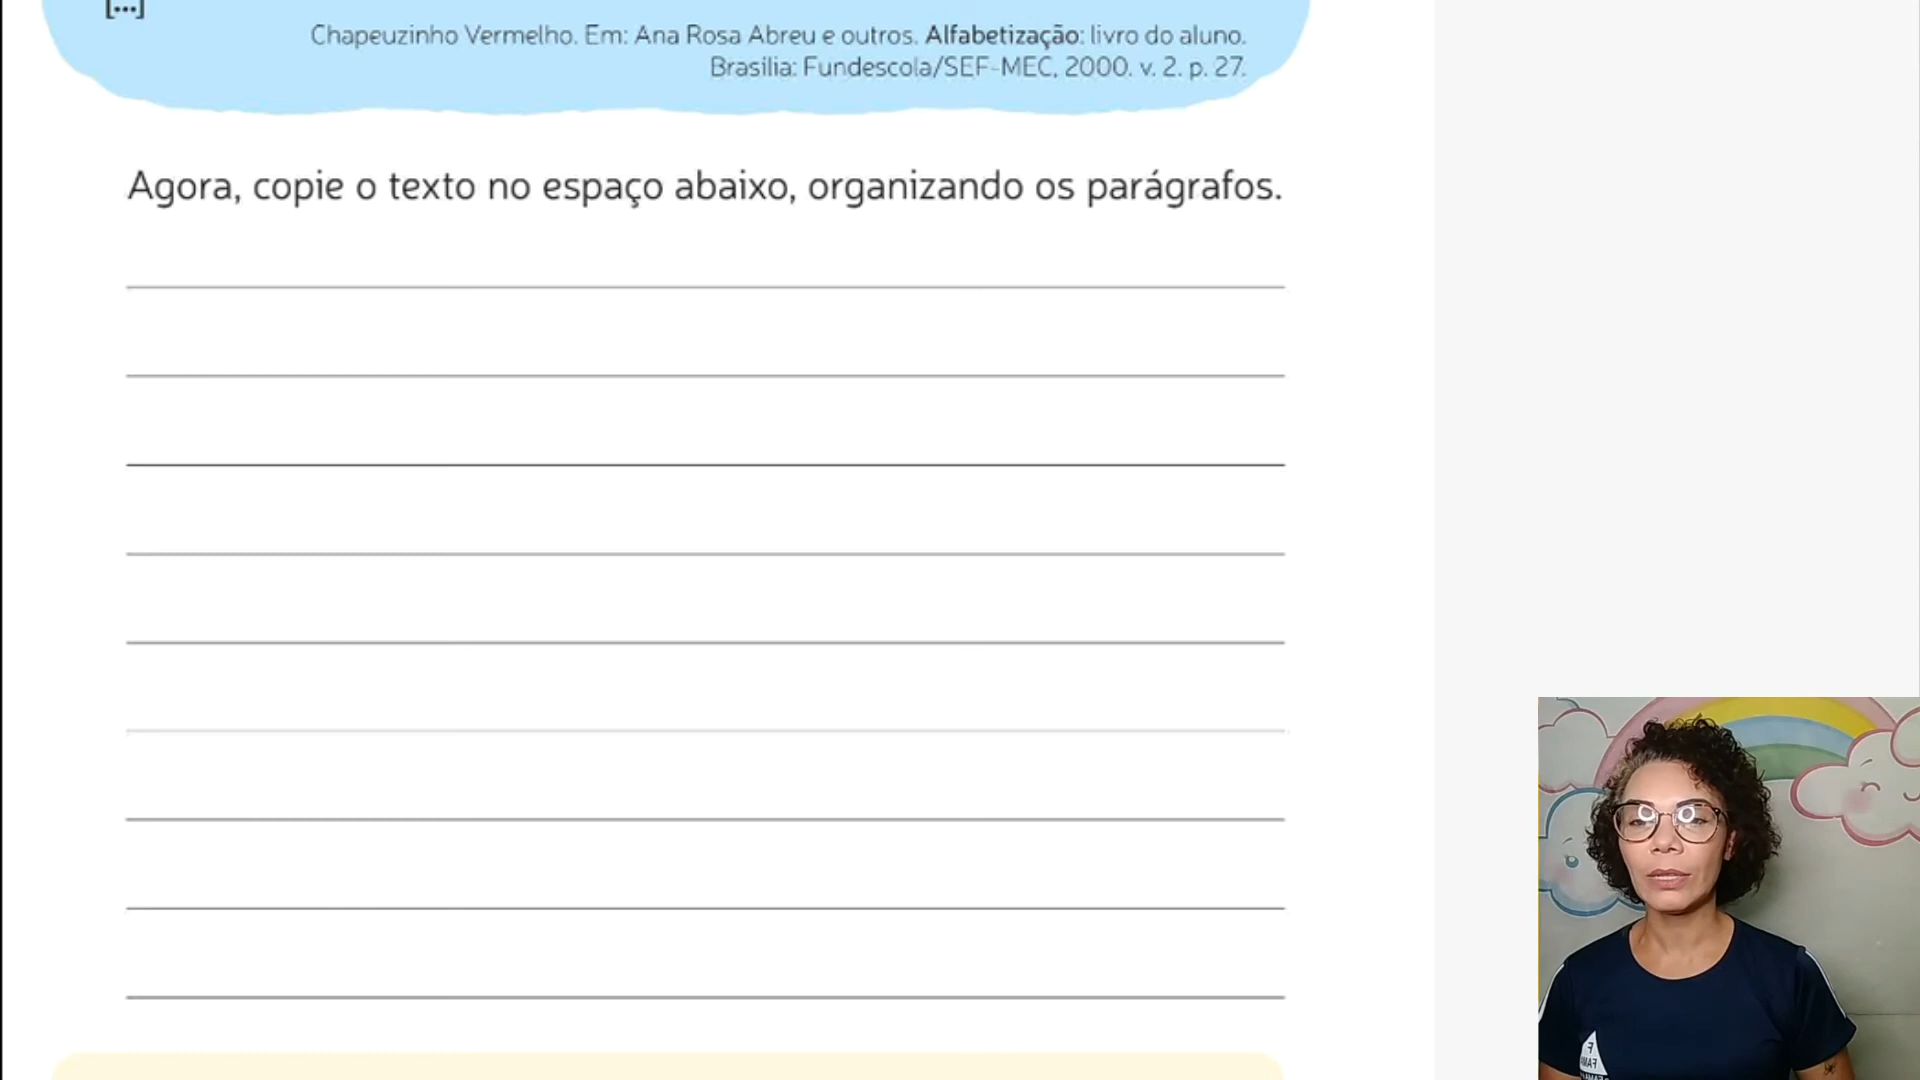 [...]
Chapeuzinho Vermelho. Em: Ana Rosa Abreu e outros. Alfabetização: livro do aluno.
Brasília: Fundescola/SEF-MEC, 2000. v. 2. p. 27.
Agora, copie o texto no espaço abaixo, organizando os parágrafos.